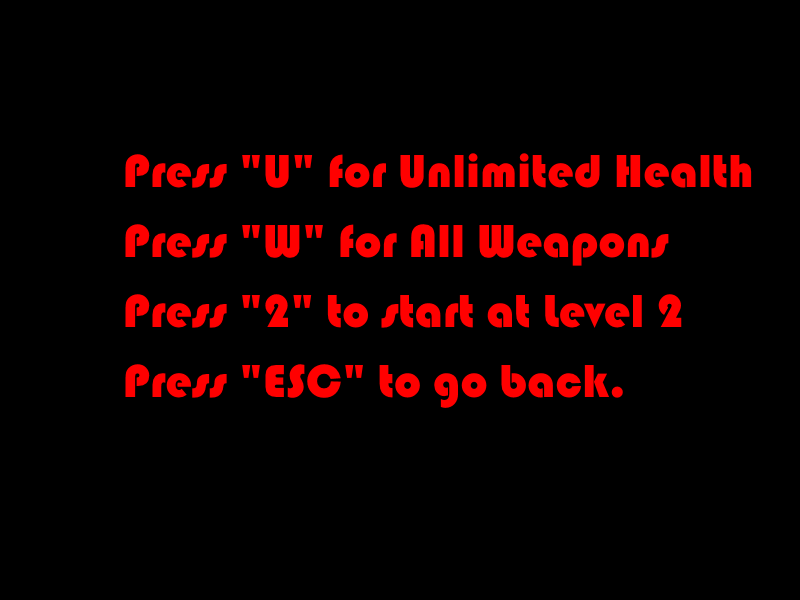 Press "U" for Unlimited Health
Press "W" for All Weapons
Press "2" to start at Level 2
Press "ESC" to go back.